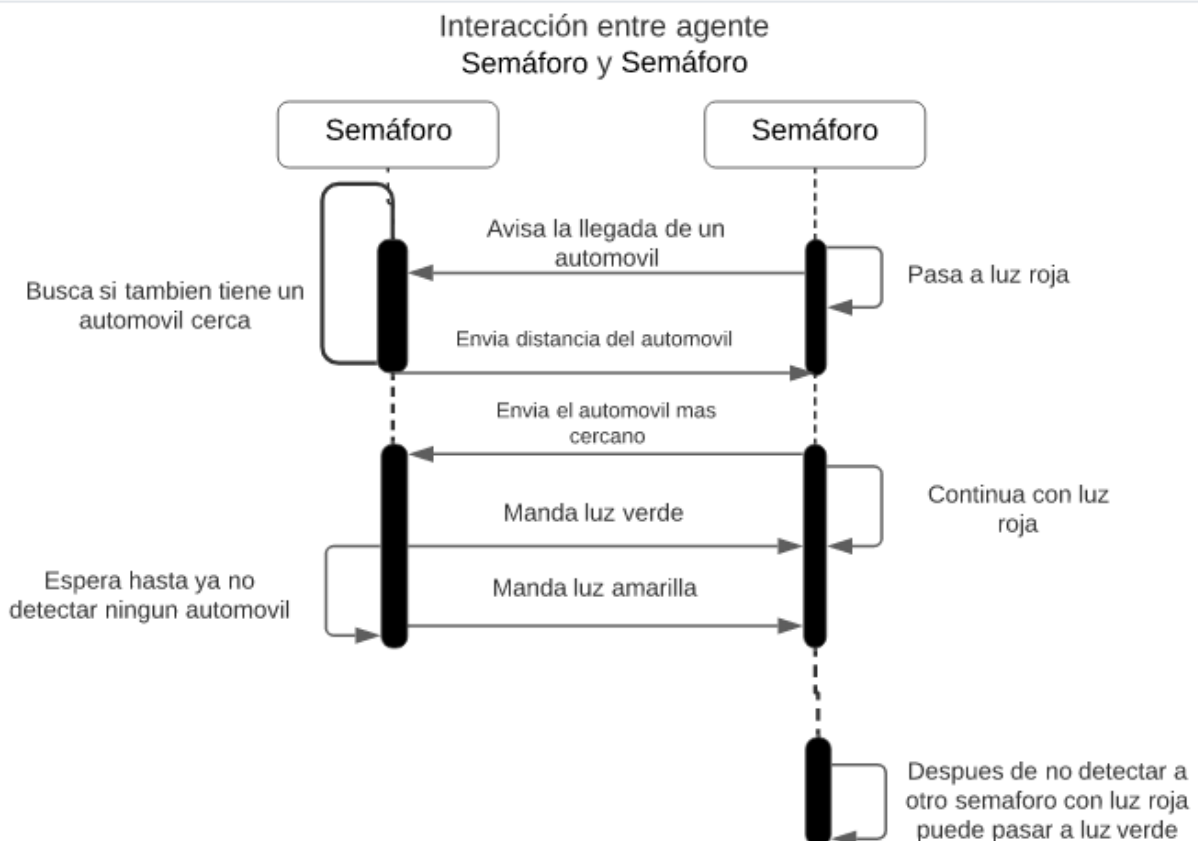 Interacción entre agente
Semáforo y Semáforo
Semáforo
Semáforo
Avisa la llegada de un
automovil
Pasa a luz roja
Busca si tambien tiene un
automovil cerca
Envia distancia del automovil
Envia el automovil mas
cercano
Continua con luz
roja
Manda luz verde
Espera hasta ya no
detectar ningun automovil
Manda luz amarilla
Despues de no detectar a
otro semaforo con luz roja
puede pasar a luz verde